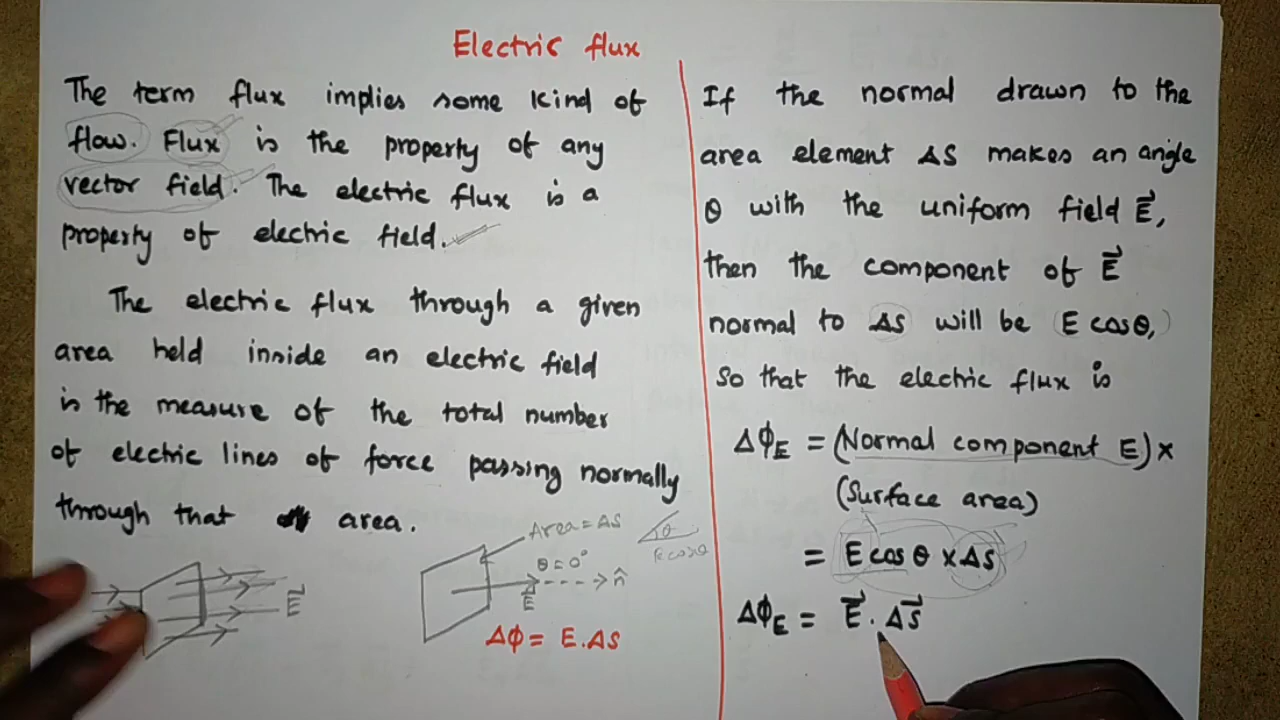 Electric flux
The term flux implies some kind of
flow. Flux is the property of any
vector field. The electric flux is a
property of electric field.
The electric flux through a given
area held inside an electric field
is the measure of the total number
of electric lines of force passing normally
through that area.
E⃗
Area = ΔS
θ = 0°
E⃗
n̂
Δϕ = E.ΔS
θ
E cosθ
If the normal drawn to the
area element ΔS makes an angle
θ with the uniform field E⃗,
then the component of E⃗
normal to ΔS will be E cosθ,
so that the electric flux is
Δϕ_E = (Normal component E) ×
(Surface area)
= E cos θ × ΔS
Δϕ_E = E⃗ . ΔS⃗